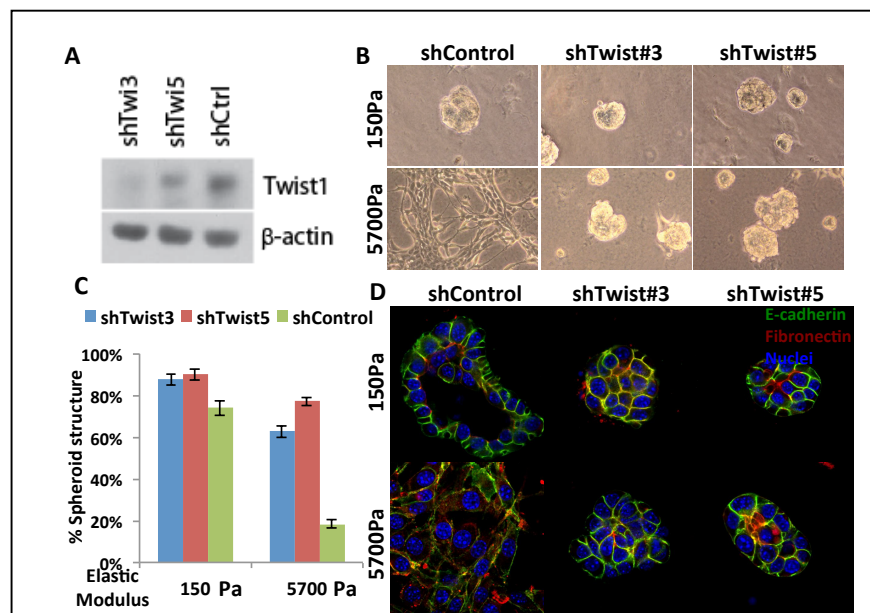 A
shTwi3
shTwi5
shCtrl
Twist1
β-actin
B
shControl
shTwist#3
shTwist#5
150Pa
5700Pa
C
shTwist3 shTwist5 shControl
% Spheroid structure
100%
80%
60%
40%
20%
0%
Elastic
Modulus
150 Pa
5700 Pa
D
shControl
shTwist#3
shTwist#5
E-cadherin
Fibronectin
Nuclei
150Pa
5700Pa